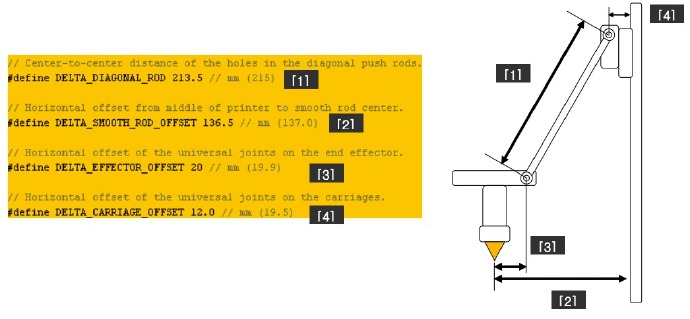 // Center-to-center distance of the holes in the diagonal push rods.
#define DELTA_DIAGONAL_ROD 213.5 // mm (215) [1]
// Horizontal offset from middle of printer to smooth rod center.
#define DELTA_SMOOTH_ROD_OFFSET 136.5 // mm (137.0) [2]
// Horizontal offset of the universal joints on the end effector.
#define DELTA_EFFECTOR_OFFSET 20 // mm (19.9) [3]
// Horizontal offset of the universal joints on the carriages.
#define DELTA_CARRIAGE_OFFSET 12.0 // mm (19.5) [4]
[4]
[1]
[3]
[2]